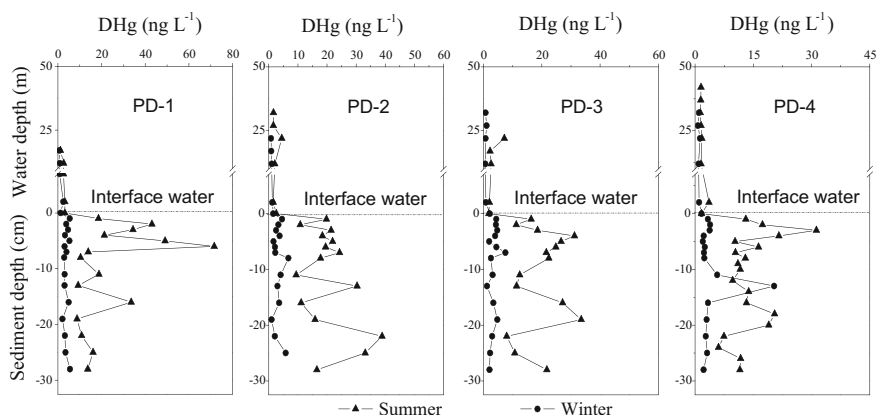 DHg (ng L⁻¹) DHg (ng L⁻¹) DHg (ng L⁻¹) DHg (ng L⁻¹)
0 20 40 60 80 0 10 20 30 40 50 0 20 40 60 0 15 30 45
50 50 50 50
PD-1 PD-2 PD-3 PD-4
25 25 25 25
Water depth (m)
Interface water Interface water Interface water Interface water
0 0 0 0
Sediment depth (cm)
-10 -10 -10 -10
-20 -20 -20 -20
-30 -30 -30 -30
Summer Winter